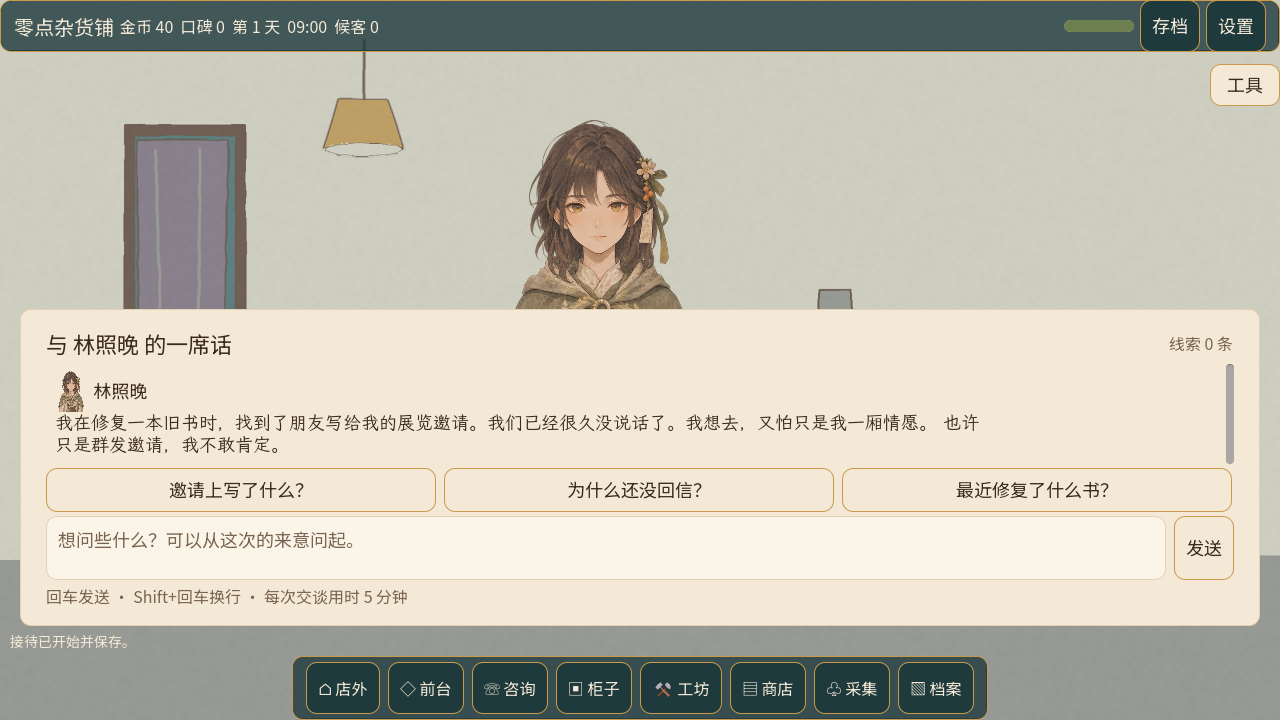 零点杂货铺 金币 40 口碑 0 第 1 天 09:00 候客 0
存档
设置
工具
与 林照晚 的一席话
线索 0 条
林照晚
我在修复一本旧书时，找到了朋友写给我的展览邀请。我们已经很久没说话了。我想去，又怕只是我一厢情愿。 也许
只是群发邀请，我不敢肯定。
邀请上写了什么？
为什么还没回信？
最近修复了什么书？
想问些什么？可以从这次的来意问起。
发送
回车发送 · Shift+回车换行 · 每次交谈用时 5 分钟
接待已开始并保存。
店外
前台
咨询
柜子
工坊
商店
采集
档案